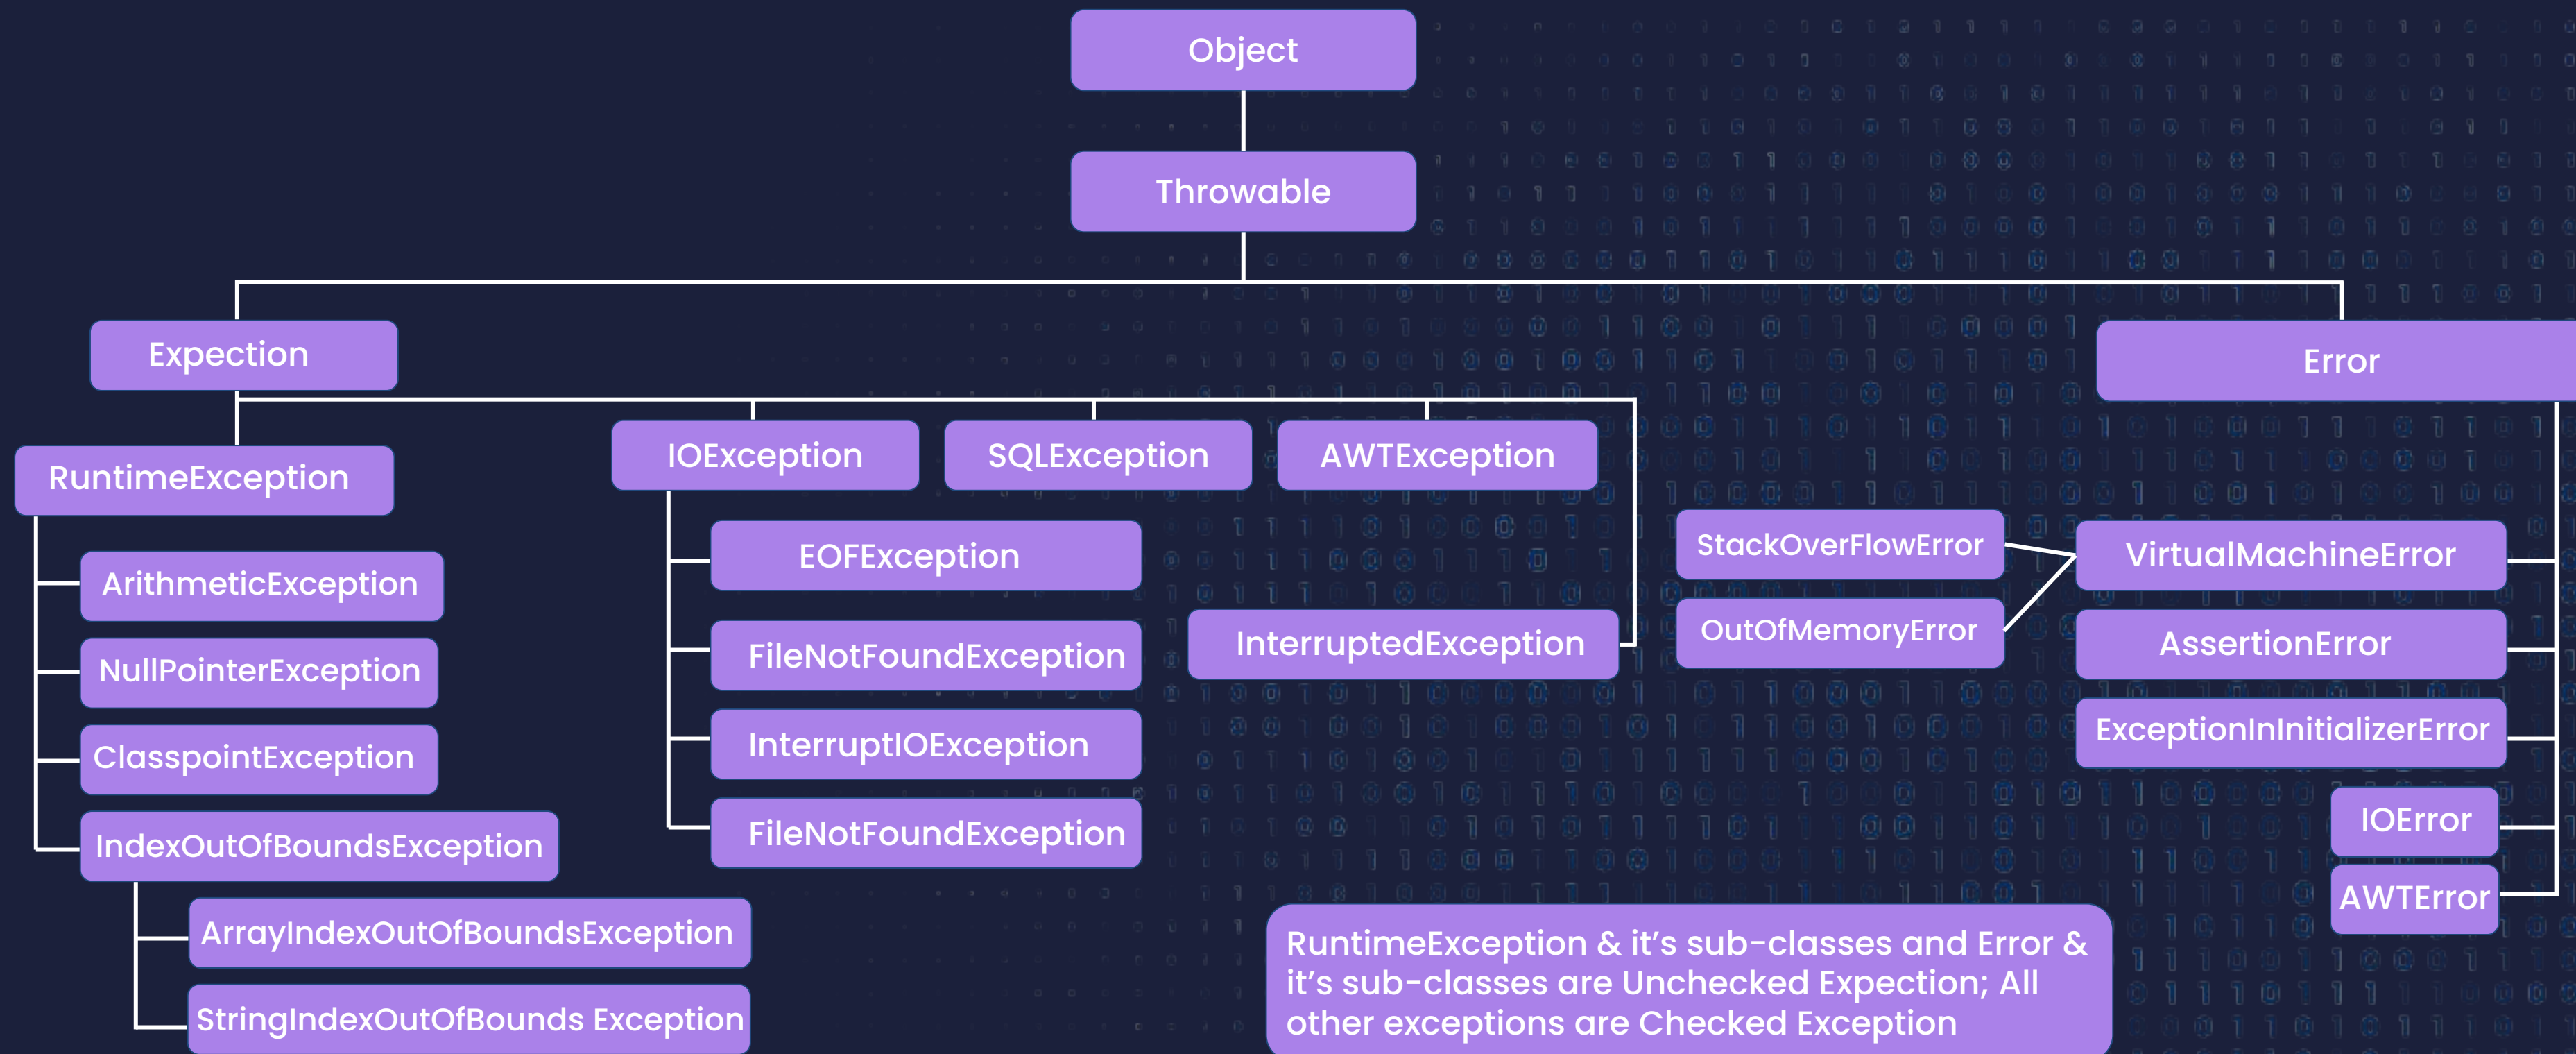 Object
Throwable
Expection
Error
RuntimeException
IOException
SQLException
AWTException
ArithmeticException
NullPointerException
ClasspointException
IndexOutOfBoundsException
ArrayIndexOutOfBoundsException
StringIndexOutOfBounds Exception
EOFException
FileNotFoundException
InterruptIOException
FileNotFoundException
InterruptedException
StackOverFlowError
OutOfMemoryError
VirtualMachineError
AssertionError
ExceptionInInitializerError
IOError
AWTError
RuntimeException & it’s sub-classes and Error &
it’s sub-classes are Unchecked Expection; All
other exceptions are Checked Exception